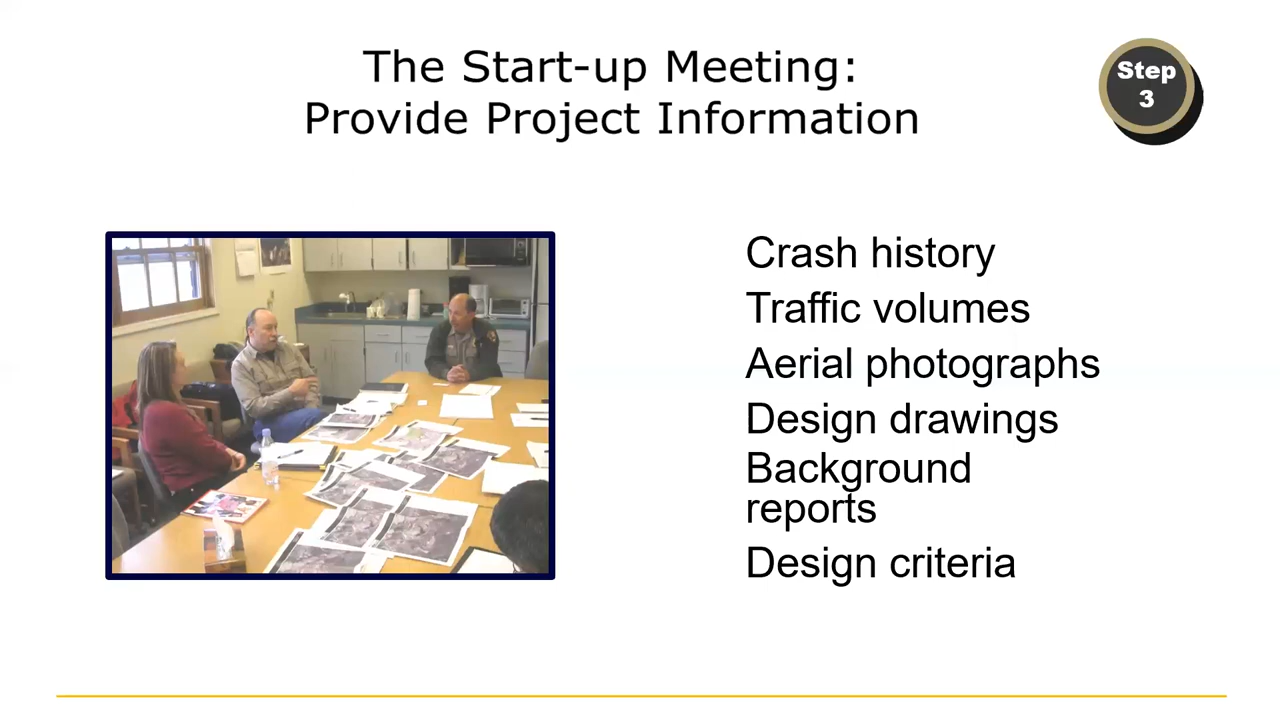 The Start-up Meeting:
Provide Project Information
Step
3
Crash history
Traffic volumes
Aerial photographs
Design drawings
Background
reports
Design criteria